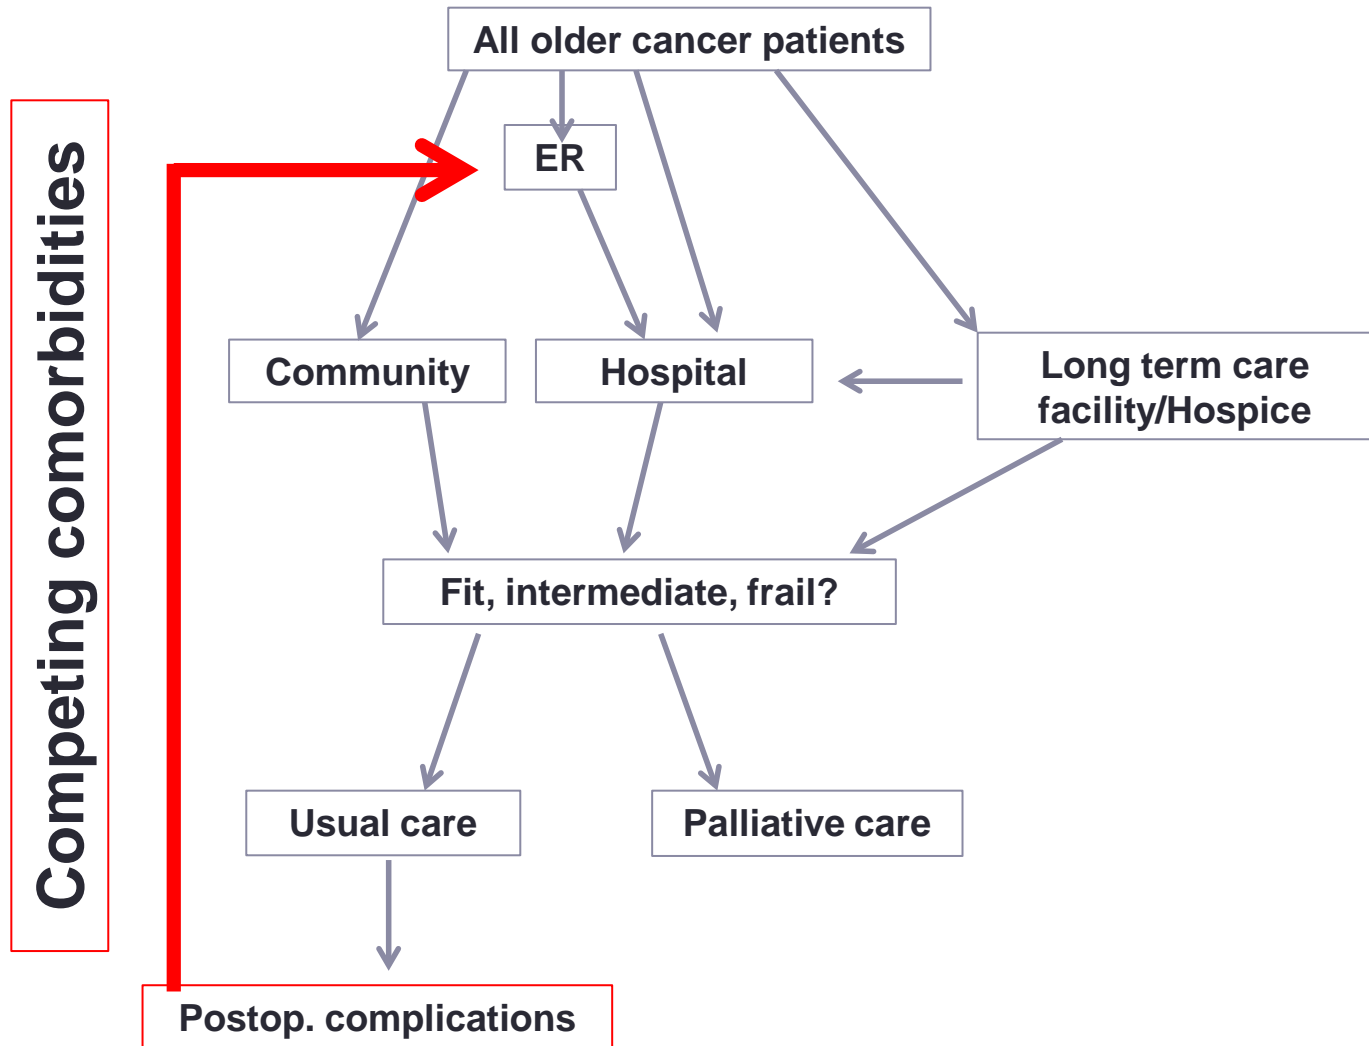 All older cancer patients
Competing comorbidities
ER
Community
Hospital
Long term care
facility/Hospice
Fit, intermediate, frail?
Usual care
Palliative care
Postop. complications